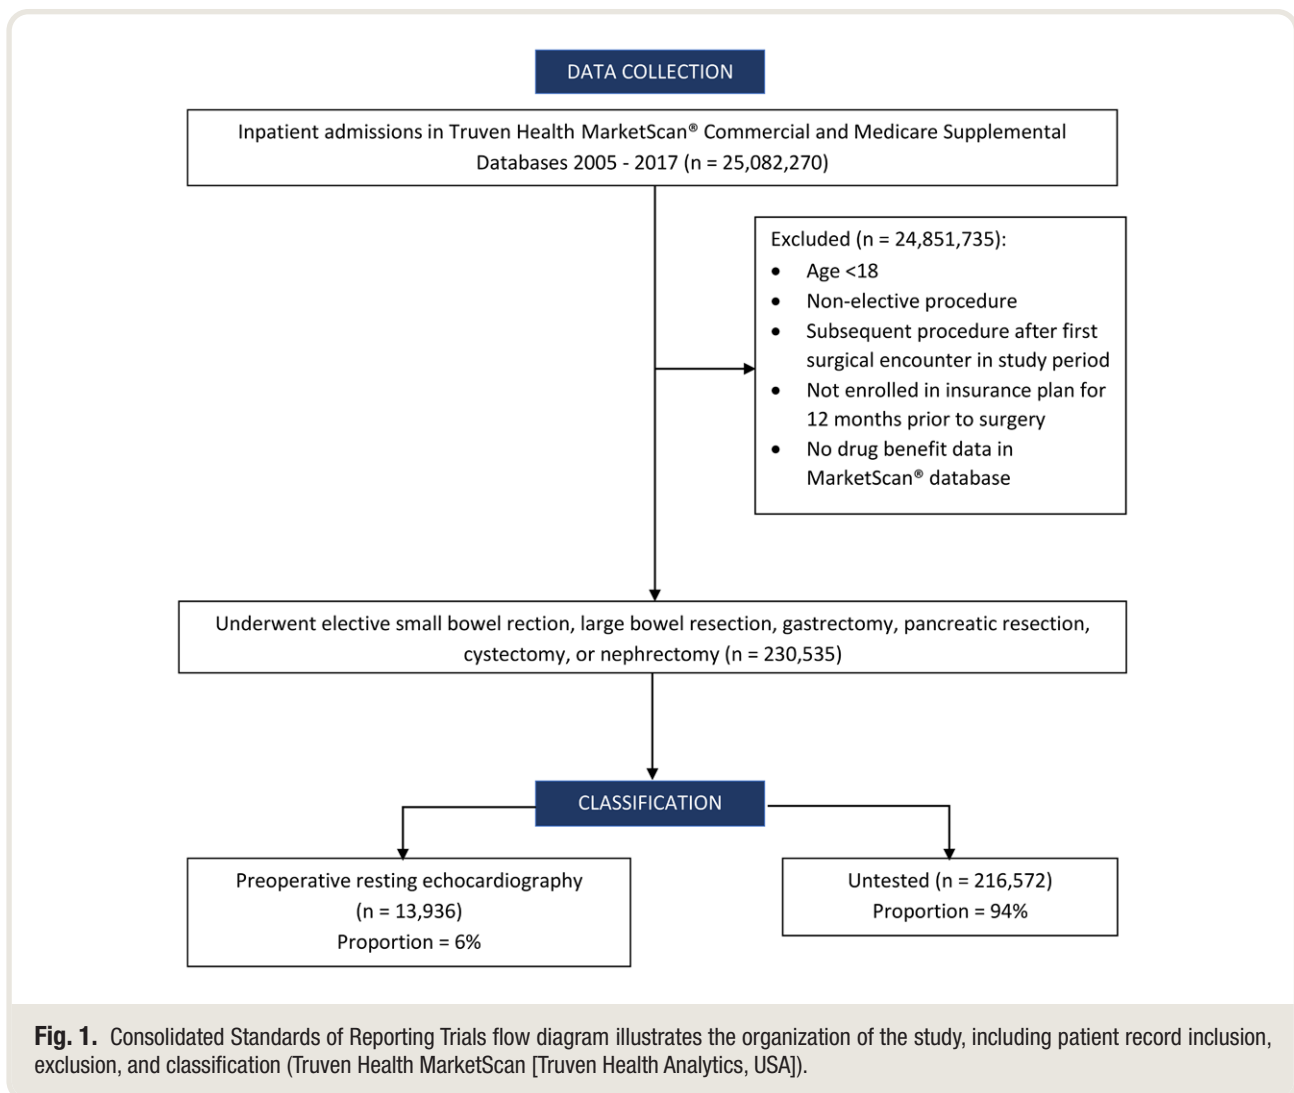 DATA COLLECTION
Inpatient admissions in Truven Health MarketScan® Commercial and Medicare Supplemental
Databases 2005 - 2017 (n = 25,082,270)
Excluded (n = 24,851,735):
• Age <18
• Non-elective procedure
• Subsequent procedure after first
surgical encounter in study period
• Not enrolled in insurance plan for
12 months prior to surgery
• No drug benefit data in
MarketScan® database
Underwent elective small bowel rection, large bowel resection, gastrectomy, pancreatic resection,
cystectomy, or nephrectomy (n = 230,535)
CLASSIFICATION
Preoperative resting echocardiography
(n = 13,936)
Proportion = 6%
Untested (n = 216,572)
Proportion = 94%
Fig. 1. Consolidated Standards of Reporting Trials flow diagram illustrates the organization of the study, including patient record inclusion,
exclusion, and classification (Truven Health MarketScan [Truven Health Analytics, USA]).